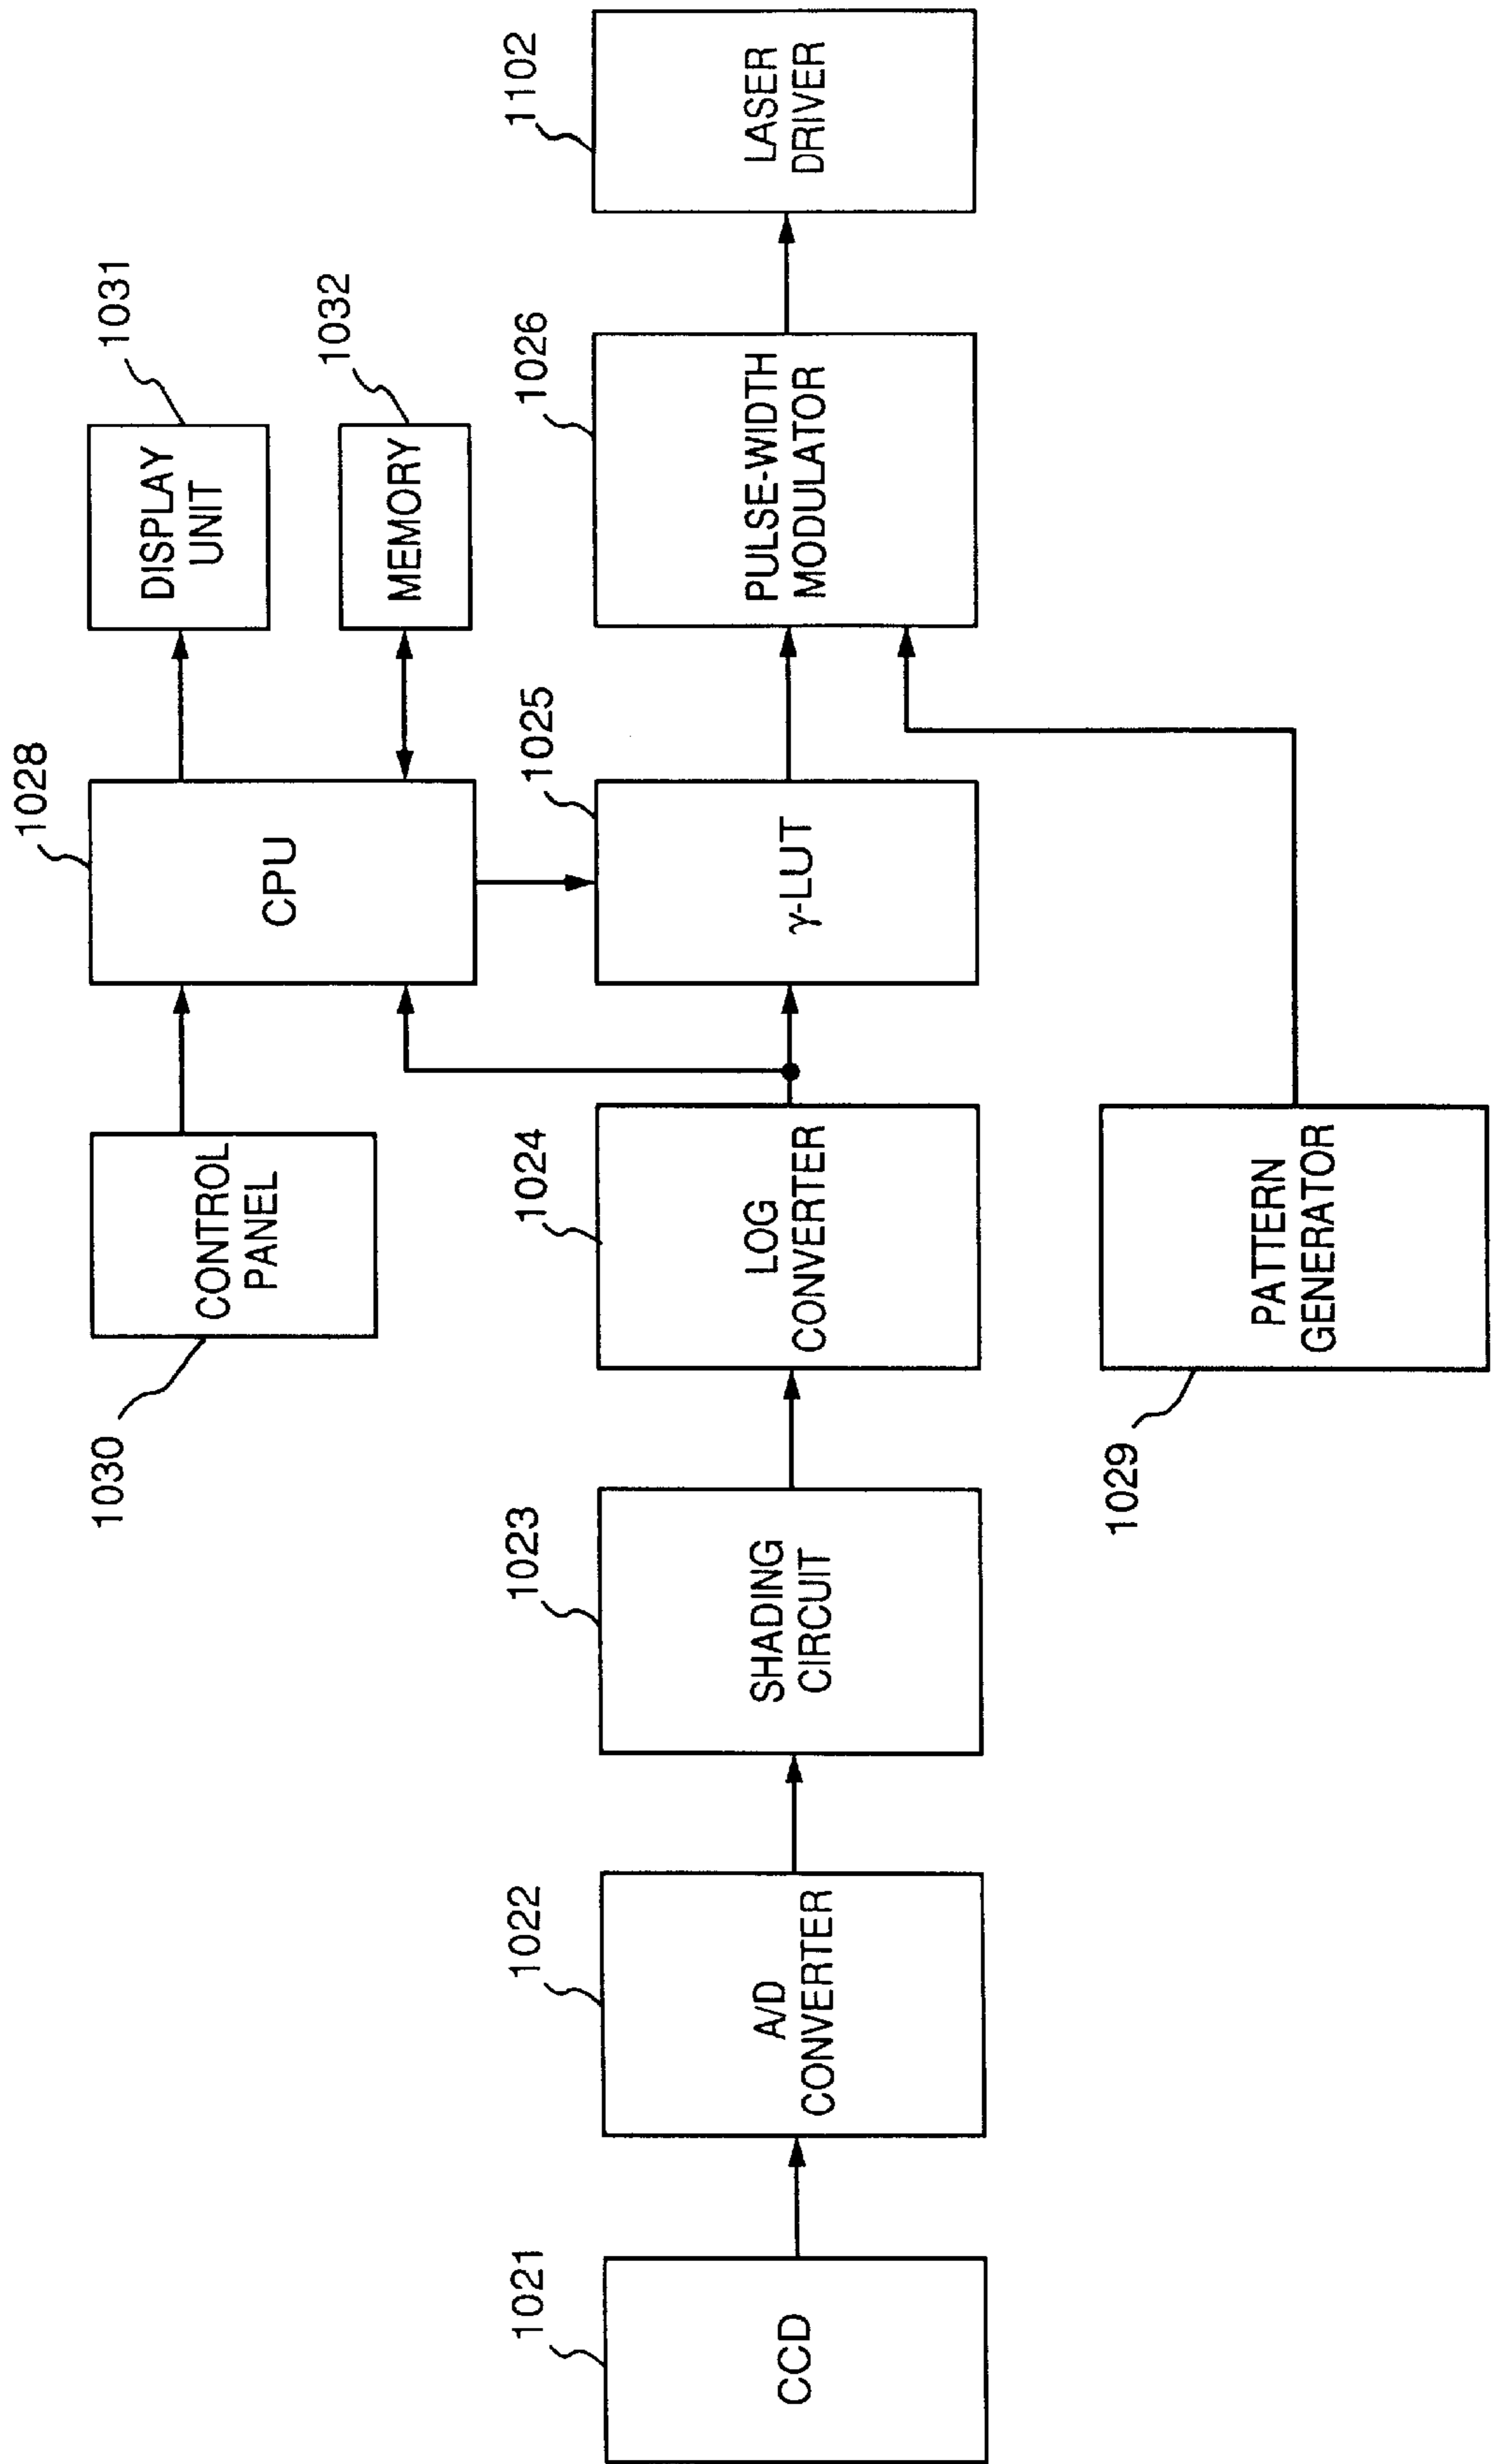 1028
1031
CONTROL
PANEL
CPU
DISPLAY
UNIT
1030
1032
MEMORY
1021
1022
1023
1024
1025
1026
1102
CCD
A/D
CONVERTER
SHADING
CIRCUIT
LOG
CONVERTER
γ-LUT
PULSE-WIDTH
MODULATOR
LASER
DRIVER
1029
PATTERN
GENERATOR